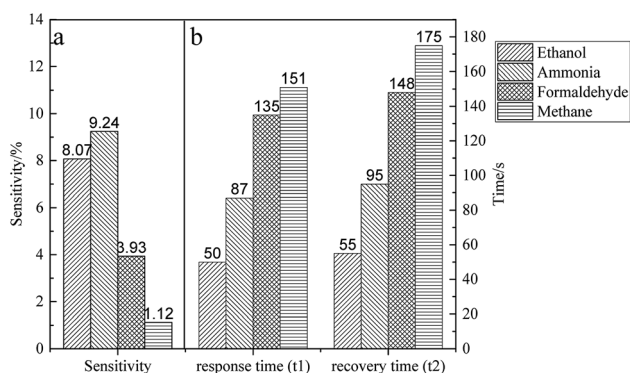 a
b
14
12
10
8
6
4
2
0
Sensitivity/%
8.07
9.24
3.93
1.12
50
87
135
151
55
95
148
175
180
160
140
120
100
80
60
40
20
0
Time/s
Sensitivity
response time (t1)
recovery time (t2)
Ethanol
Ammonia
Formaldehyde
Methane